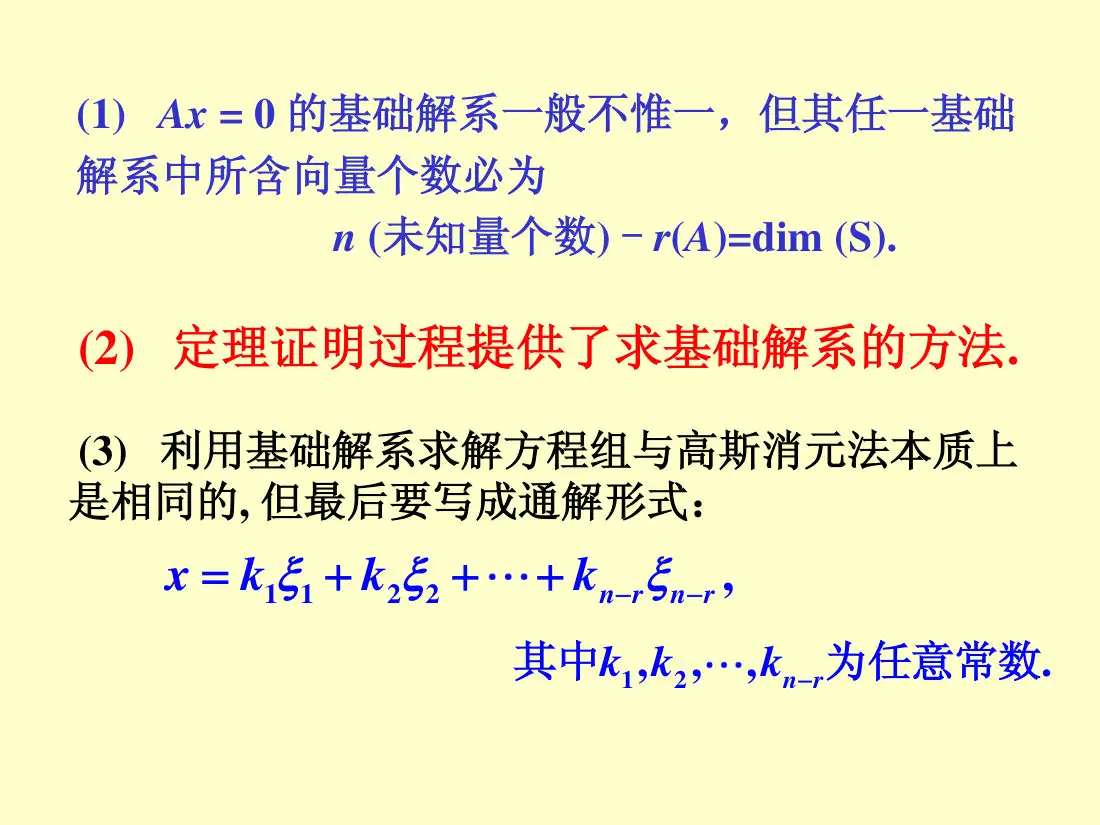 (1) Ax = 0 的基础解系一般不惟一，但其任一基础
解系中所含向量个数必为
n (未知量个数) − r(A)=dim (S).
(2) 定理证明过程提供了求基础解系的方法.
(3) 利用基础解系求解方程组与高斯消元法本质上
是相同的, 但最后要写成通解形式：
x = k₁ξ₁ + k₂ξ₂ + ⋯ + kₙ₋ᵣξₙ₋ᵣ ,
其中k₁,k₂,⋯,kₙ₋ᵣ为任意常数.